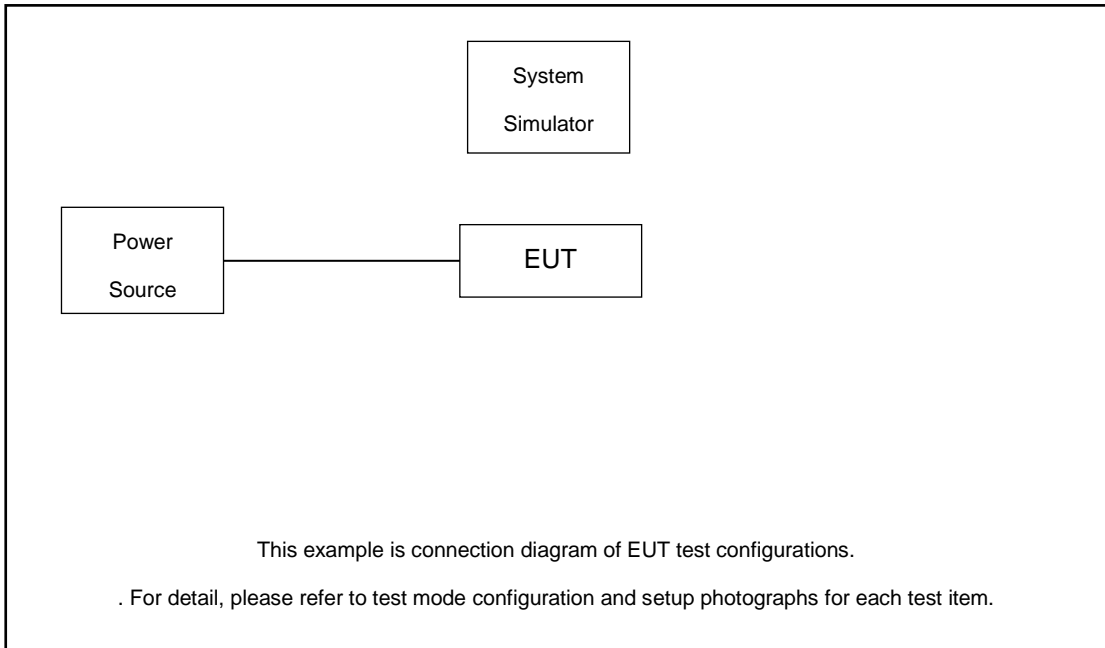 System
Simulator
Power
Source
EUT
This example is connection diagram of EUT test configurations.
. For detail, please refer to test mode configuration and setup photographs for each test item.